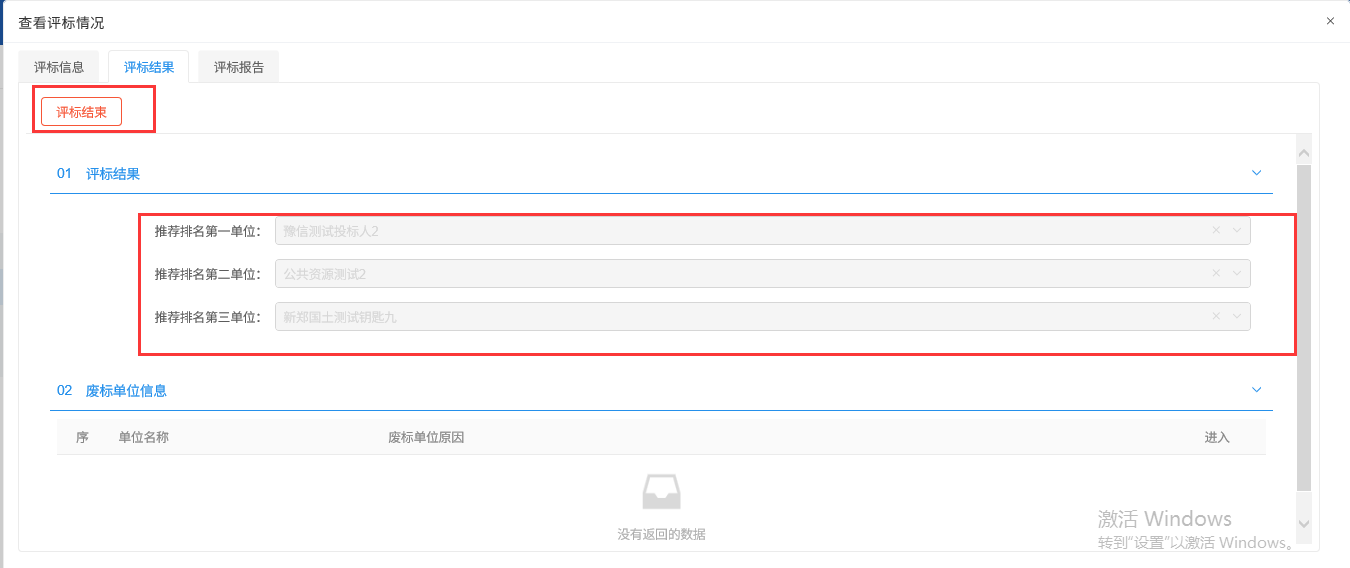 查看评标情况
评标信息 评标结果 评标报告
评标结束
01 评标结果
推荐排名第一单位： 豫信测试投标人2
推荐排名第二单位： 公共资源测试2
推荐排名第三单位： 新郑国土测试钥匙九
02 废标单位信息
序 单位名称 废标单位原因 进入
没有返回的数据
激活 Windows
转到“设置”以激活 Windows。